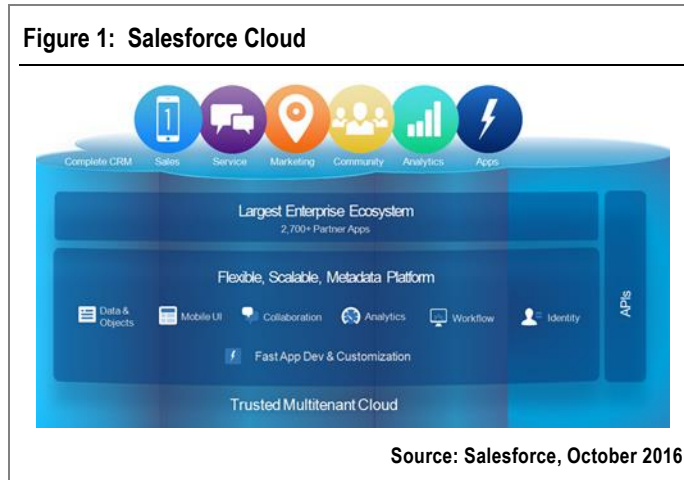 Figure 1: Salesforce Cloud
1
Complete CRM Sales Service Marketing Community Analytics Apps
Largest Enterprise Ecosystem
2,700+ Partner Apps
Flexible, Scalable, Metadata Platform
Data &
Objects
Mobile UI
Collaboration
Analytics
Workflow
Identity
Fast App Dev & Customization
APIs
Trusted Multitenant Cloud
Source: Salesforce, October 2016